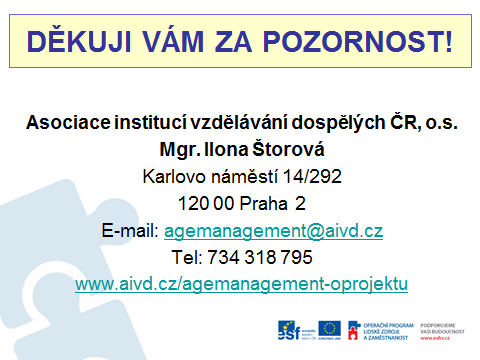 DĚKUJI VÁM ZA POZORNOST!
Asociace institucí vzdělávání dospělých ČR, o.s.
Mgr. Ilona Štorová
Karlovo náměstí 14/292
120 00 Praha 2
E-mail: agemanagement@aivd.cz
Tel: 734 318 795
www.aivd.cz/agemanagement-oprojektu
esf
OPERAČNÍ PROGRAM
LIDSKÉ ZDROJE
A ZAMĚSTNANOST
PODPORUJEME
VAŠI BUDOUCNOST
www.esfcr.cz